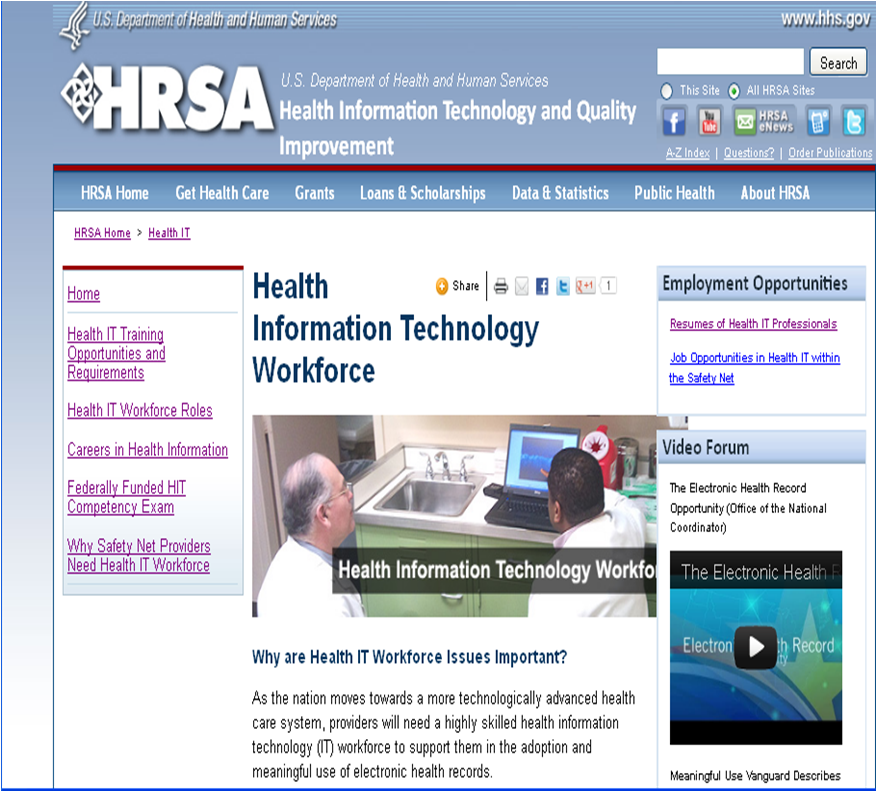 U.S. Department of Health and Human Services
www.hhs.gov
HRSA
U.S. Department of Health and Human Services
Health Information Technology and Quality
Improvement
Search
This Site
All HRSA Sites
HRSA
eNews
A-Z Index | Questions? | Order Publications
HRSA Home Get Health Care Grants Loans & Scholarships Data & Statistics Public Health About HRSA
HRSA Home > Health IT
Home
Health IT Training
Opportunities and
Requirements
Health IT Workforce Roles
Careers in Health Information
Federally Funded HIT
Competency Exam
Why Safety Net Providers
Need Health IT Workforce
Health
Information Technology
Workforce
Share
+1 1
Health Information Technology Workfo
Why are Health IT Workforce Issues Important?
As the nation moves towards a more technologically advanced health
care system, providers will need a highly skilled health information
technology (IT) workforce to support them in the adoption and
meaningful use of electronic health records.
Employment Opportunities
Resumes of Health IT Professionals
Job Opportunities in Health IT within
the Safety Net
Video Forum
The Electronic Health Record
Opportunity (Office of the National
Coordinator)
The Electronic Health R
Electron th Record
ty
Meaningful Use Vanguard Describes